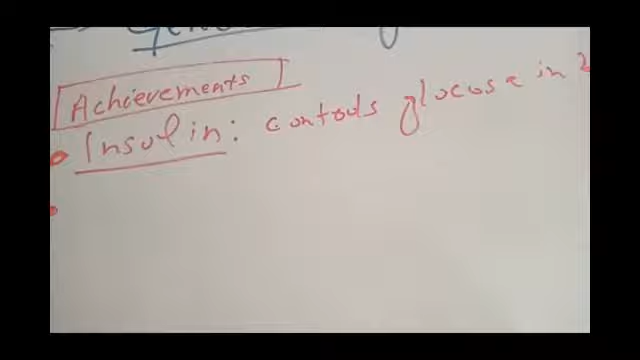 Achievements
• Insulin: controls glucose in